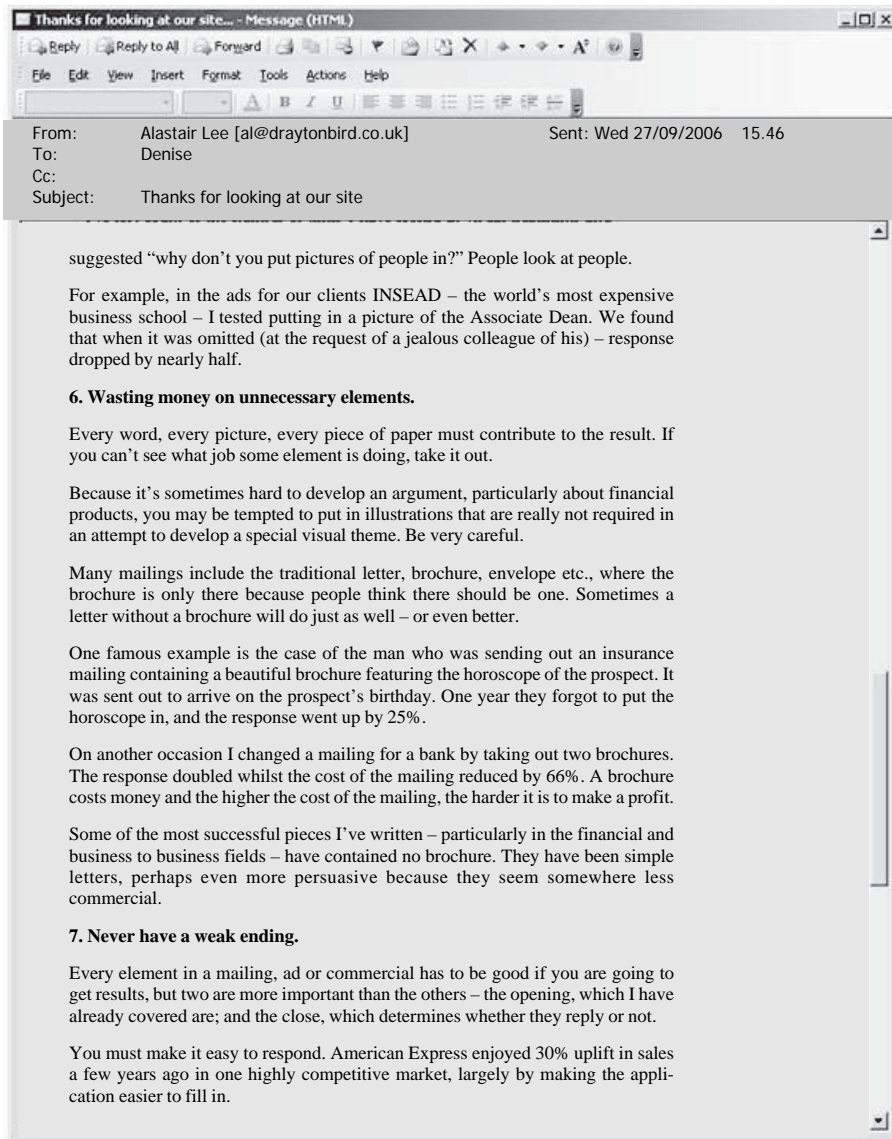 Thanks for looking at our site... - Message (HTML)
Reply Reply to All Forward
File Edit View Insert Format Tools Actions Help
A B I U
From: Alastair Lee [al@draytonbird.co.uk] Sent: Wed 27/09/2006 15.46
To: Denise
Cc:
Subject: Thanks for looking at our site
suggested “why don’t you put pictures of people in?” People look at people.
For example, in the ads for our clients INSEAD – the world’s most expensive
business school – I tested putting in a picture of the Associate Dean. We found
that when it was omitted (at the request of a jealous colleague of his) – response
dropped by nearly half.
6. Wasting money on unnecessary elements.
Every word, every picture, every piece of paper must contribute to the result. If
you can’t see what job some element is doing, take it out.
Because it’s sometimes hard to develop an argument, particularly about financial
products, you may be tempted to put in illustrations that are really not required in
an attempt to develop a special visual theme. Be very careful.
Many mailings include the traditional letter, brochure, envelope etc., where the
brochure is only there because people think there should be one. Sometimes a
letter without a brochure will do just as well – or even better.
One famous example is the case of the man who was sending out an insurance
mailing containing a beautiful brochure featuring the horoscope of the prospect. It
was sent out to arrive on the prospect’s birthday. One year they forgot to put the
horoscope in, and the response went up by 25%.
On another occasion I changed a mailing for a bank by taking out two brochures.
The response doubled whilst the cost of the mailing reduced by 66%. A brochure
costs money and the higher the cost of the mailing, the harder it is to make a profit.
Some of the most successful pieces I’ve written – particularly in the financial and
business to business fields – have contained no brochure. They have been simple
letters, perhaps even more persuasive because they seem somewhere less
commercial.
7. Never have a weak ending.
Every element in a mailing, ad or commercial has to be good if you are going to
get results, but two are more important than the others – the opening, which I have
already covered are; and the close, which determines whether they reply or not.
You must make it easy to respond. American Express enjoyed 30% uplift in sales
a few years ago in one highly competitive market, largely by making the appli-
cation easier to fill in.